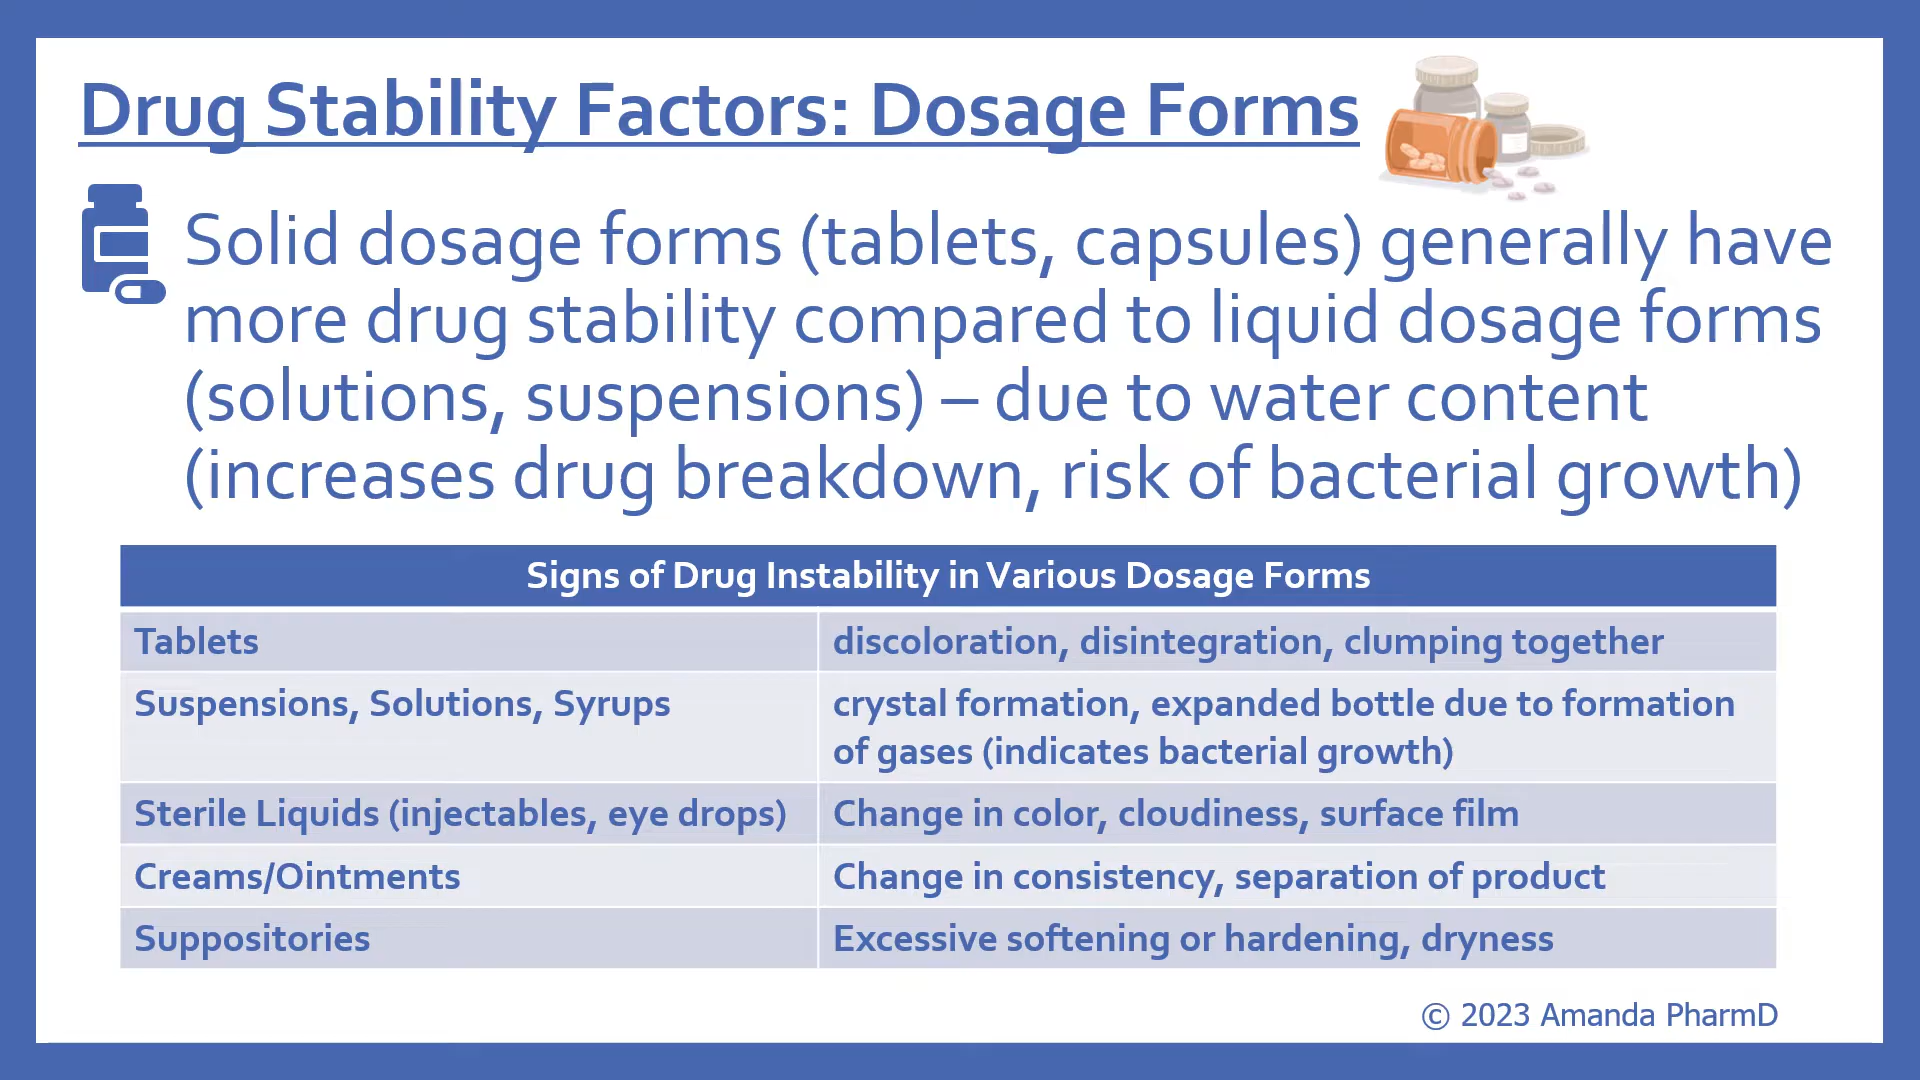 Drug Stability Factors: Dosage Forms
Solid dosage forms (tablets, capsules) generally have
more drug stability compared to liquid dosage forms
(solutions, suspensions) – due to water content
(increases drug breakdown, risk of bacterial growth)
Signs of Drug Instability in Various Dosage Forms
Tablets
discoloration, disintegration, clumping together
Suspensions, Solutions, Syrups
crystal formation, expanded bottle due to formation
of gases (indicates bacterial growth)
Sterile Liquids (injectables, eye drops)
Change in color, cloudiness, surface film
Creams/Ointments
Change in consistency, separation of product
Suppositories
Excessive softening or hardening, dryness
© 2023 Amanda PharmD